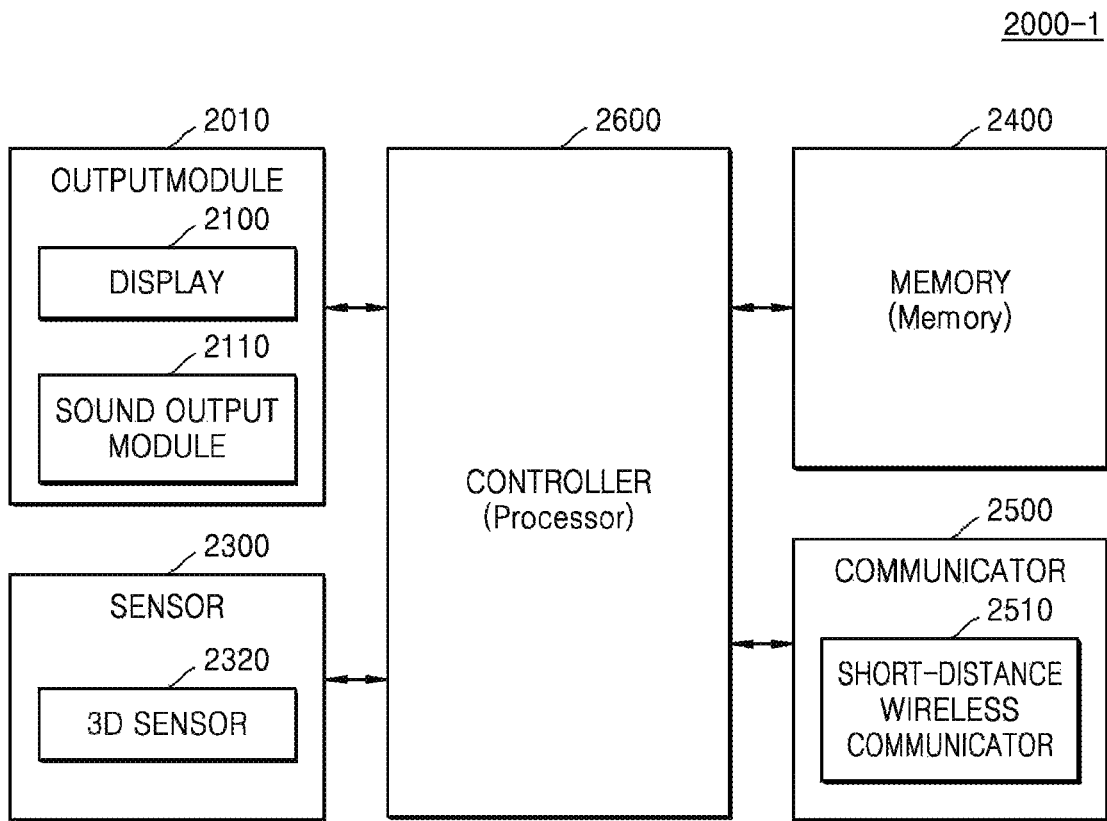 2000-1
2010
OUTPUTMODULE
2100
DISPLAY
2110
SOUND OUTPUT
MODULE
2300
SENSOR
2320
3D SENSOR
2600
CONTROLLER
(Processor)
2400
MEMORY
(Memory)
2500
COMMUNICATOR
2510
SHORT-DISTANCE
WIRELESS
COMMUNICATOR